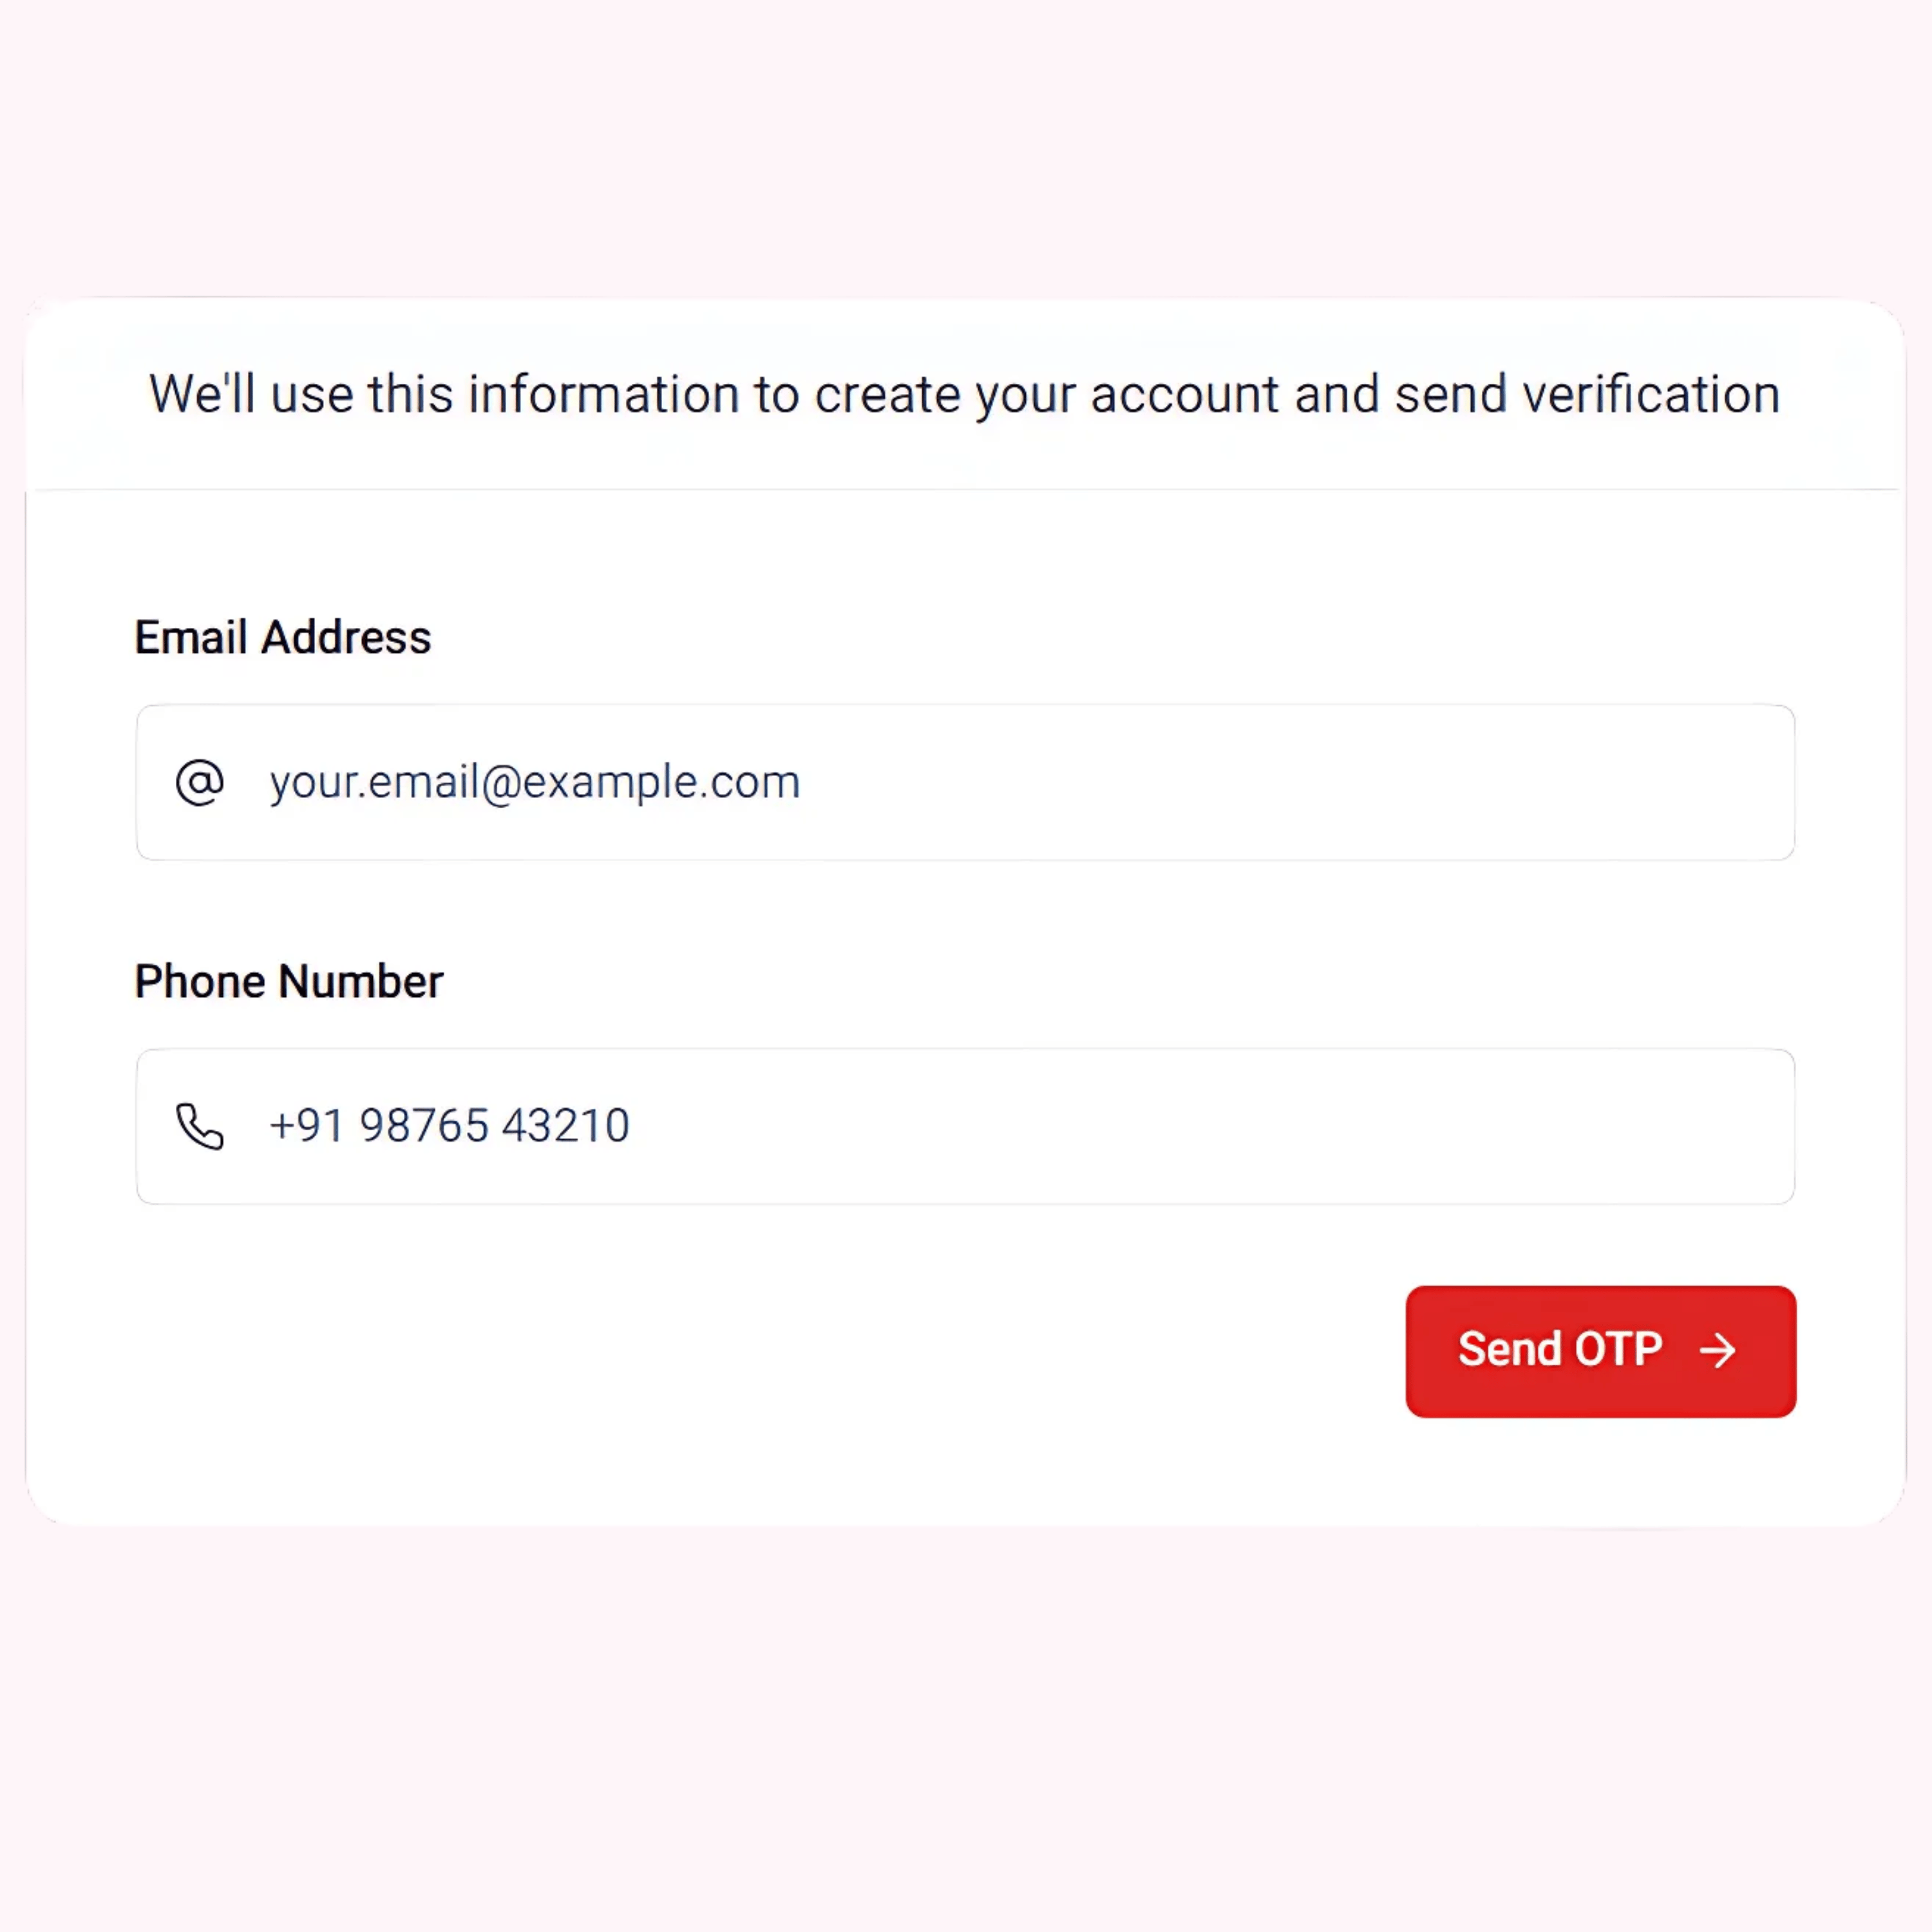 We'll use this information to create your account and send verification
Email Address
your.email@example.com
Phone Number
+91 98765 43210
Send OTP →